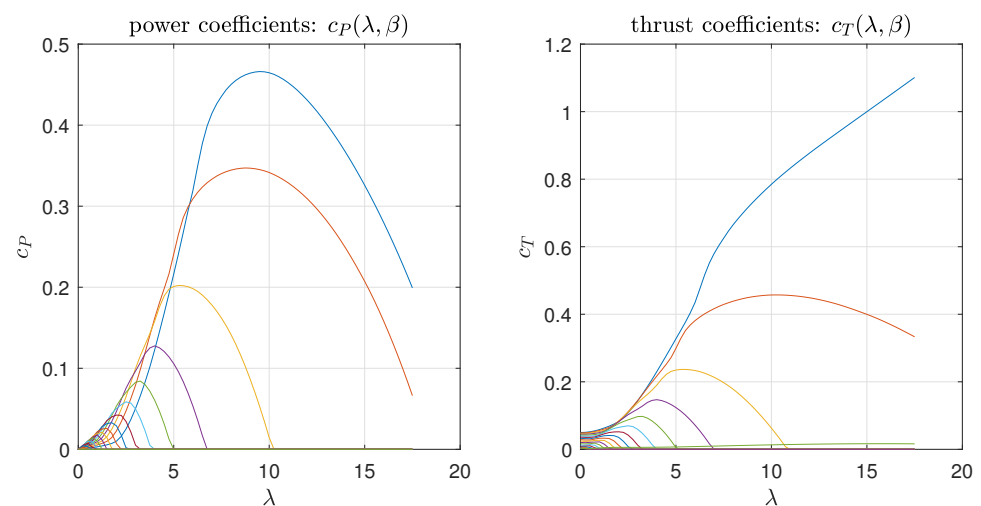 power coefficients: c_P(λ, β)
0.5
0.4
0.3
0.2
0.1
0
c_P
0 5 10 15 20
λ
thrust coefficients: c_T(λ, β)
1.2
1
0.8
0.6
0.4
0.2
0
c_T
0 5 10 15 20
λ